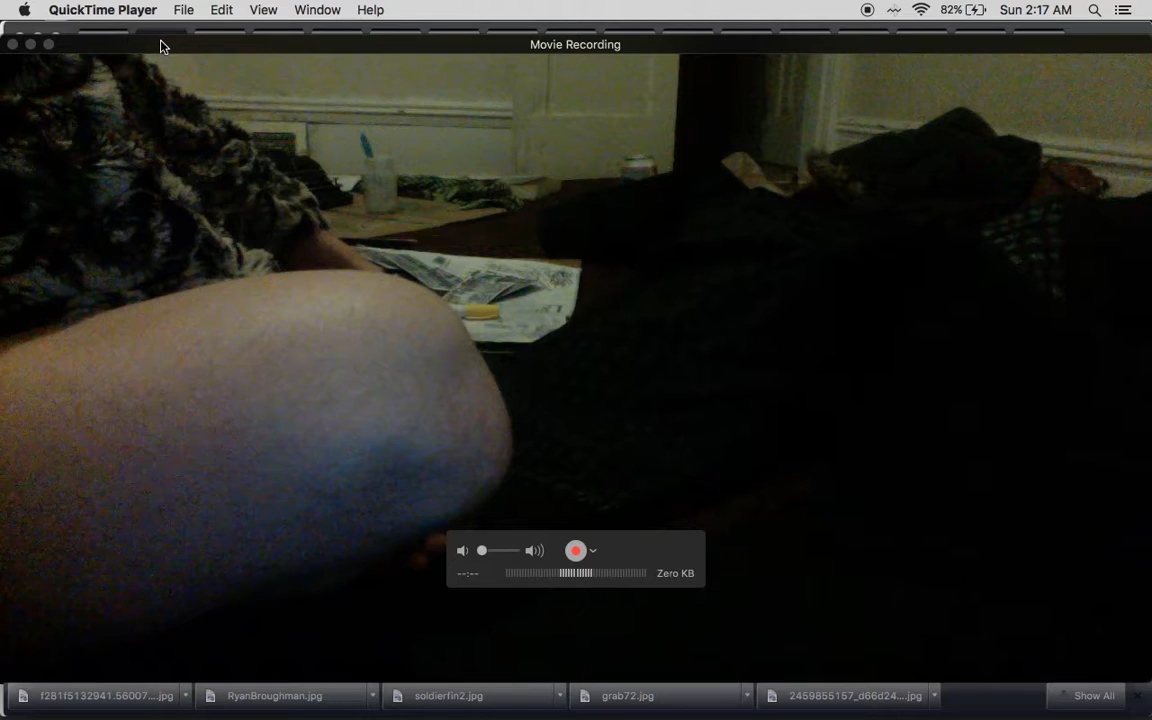 QuickTime Player File Edit View Window Help 82% Sun 2:17 AM
Movie Recording
--:-- Zero KB
f281f5132941.56007....jpg RyanBroughman.jpg soldierfin2.jpg grab72.jpg 2459855157_d66d24....jpg Show All